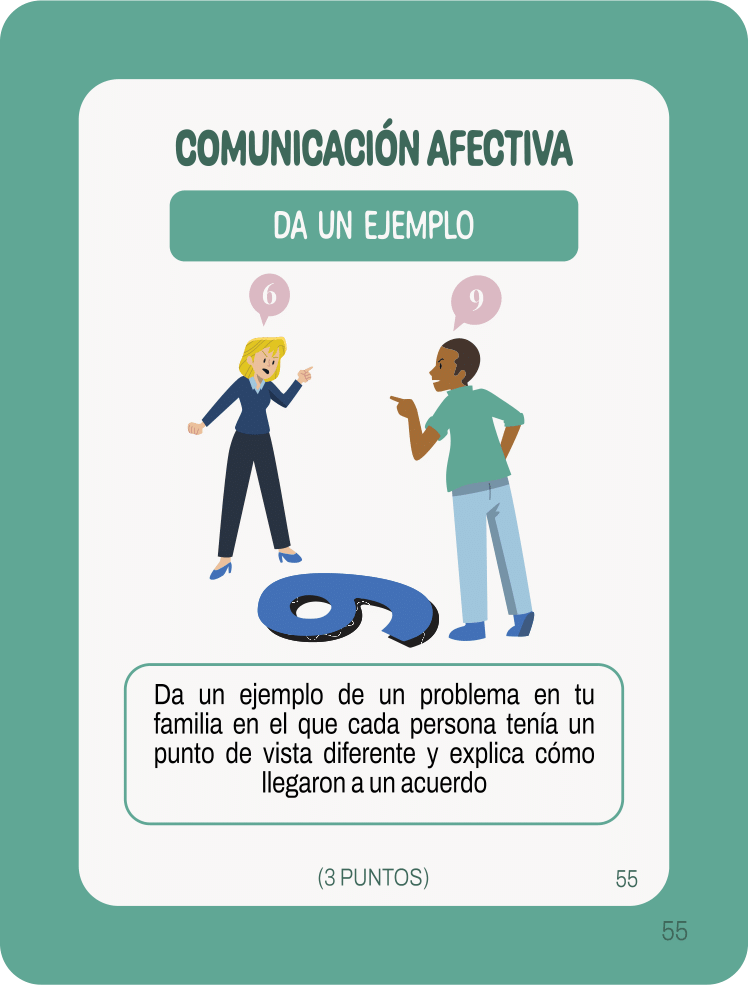 COMUNICACIÓN AFECTIVA
DA UN EJEMPLO
6
9
6
Da un ejemplo de un problema en tu
familia en el que cada persona tenía un
punto de vista diferente y explica cómo
llegaron a un acuerdo
(3 PUNTOS)
55
55